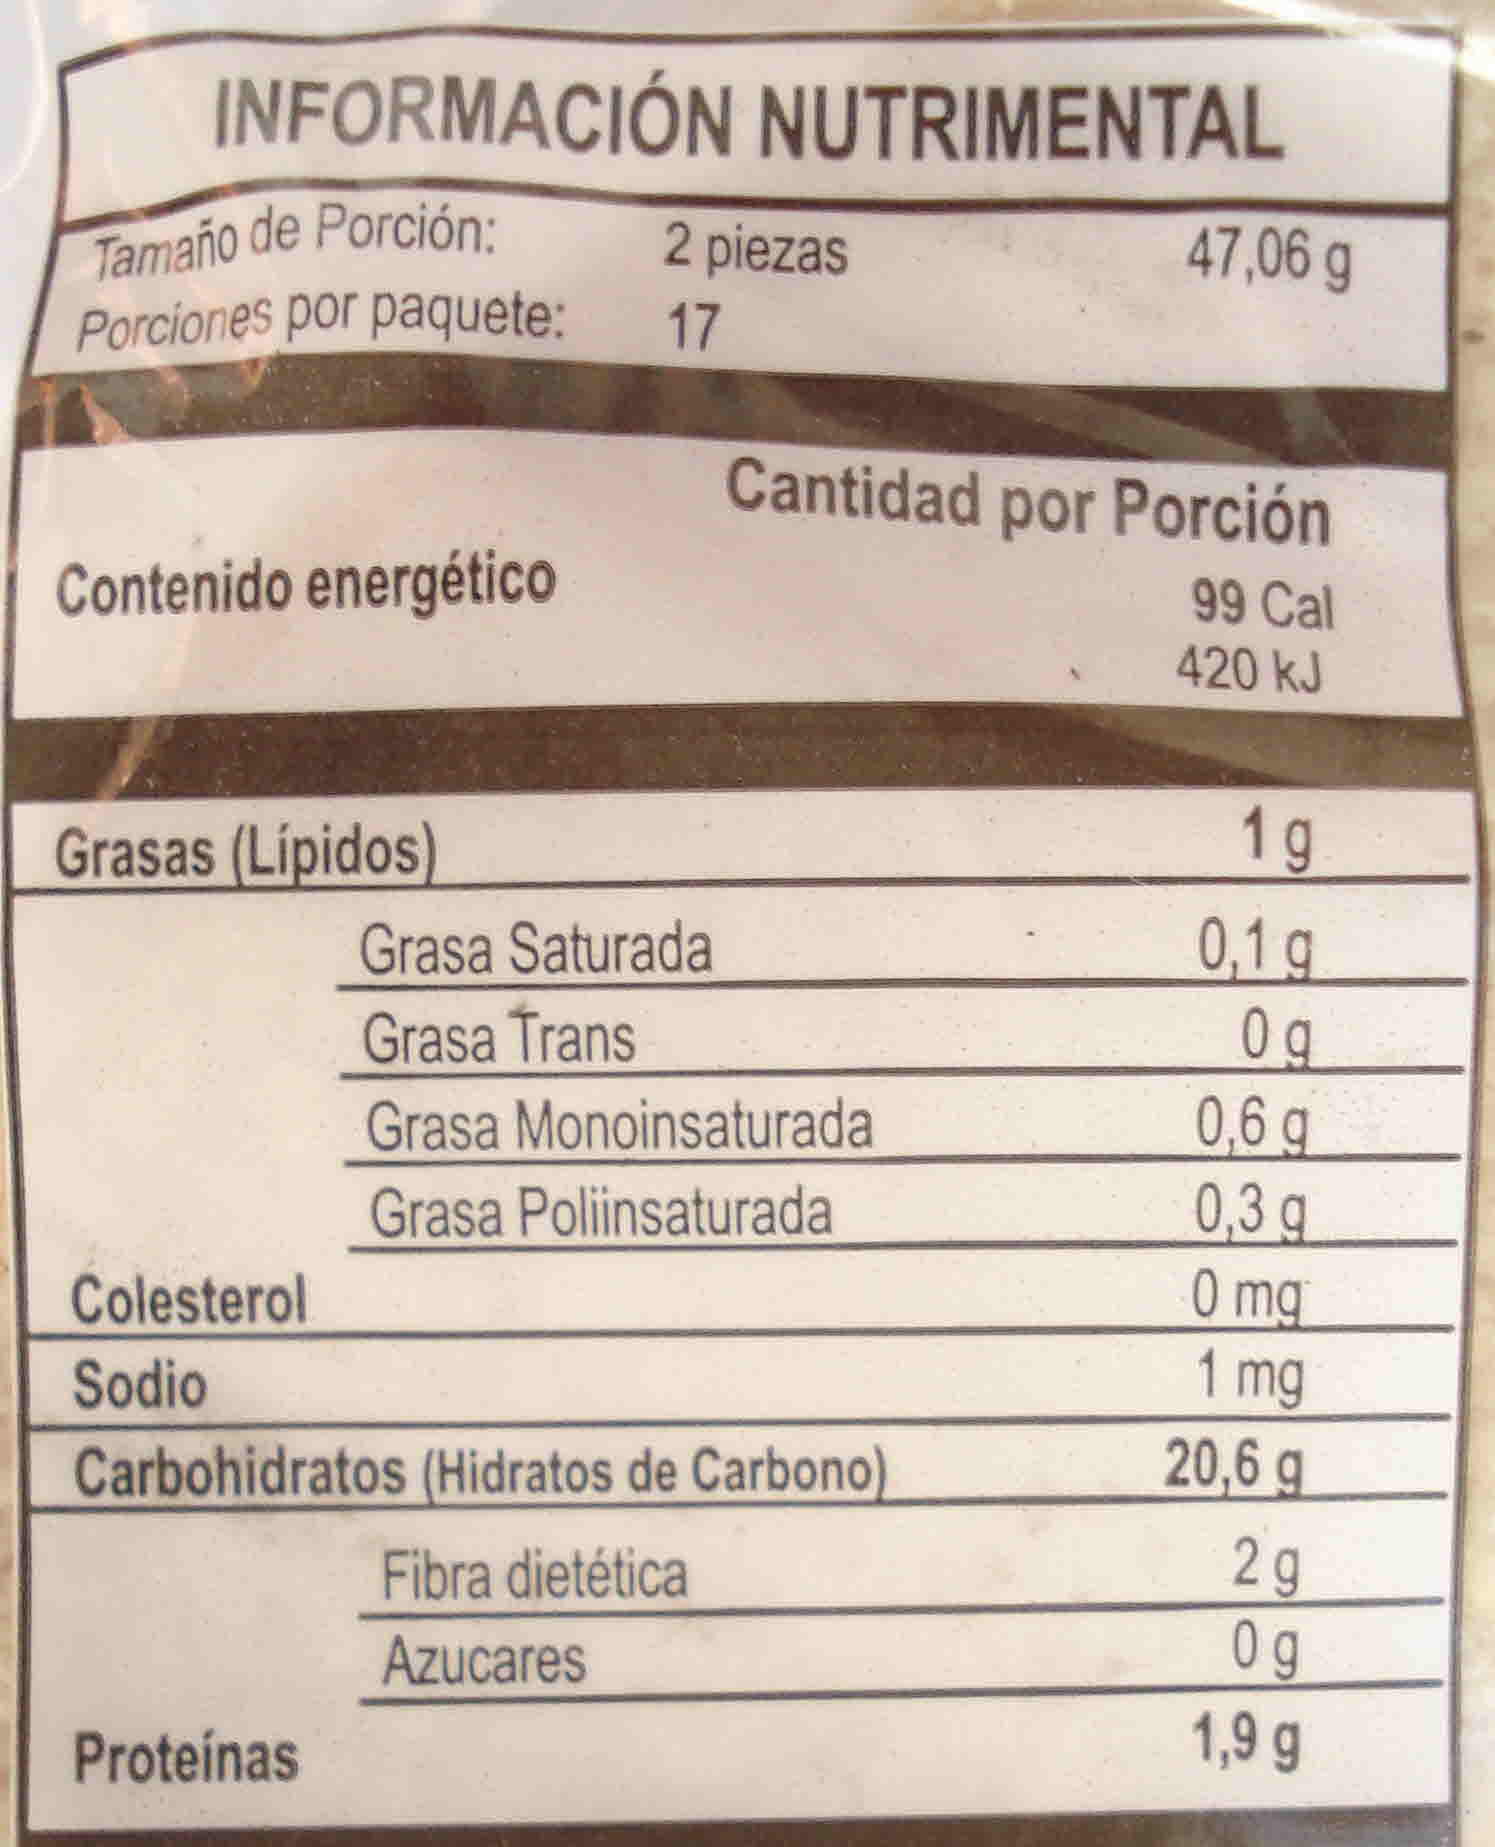 INFORMACIÓN NUTRIMENTAL
Tamaño de Porción: 2 piezas 47,06 g
Porciones por paquete: 17
Cantidad por Porción
Contenido energético 99 Cal
420 kJ
Grasas (Lípidos) 1 g
Grasa Saturada 0,1 g
Grasa Trans 0 g
Grasa Monoinsaturada 0,6 g
Grasa Poliinsaturada 0,3 g
Colesterol 0 mg
Sodio 1 mg
Carbohidratos (Hidratos de Carbono) 20,6 g
Fibra dietética 2 g
Azucares 0 g
Proteínas 1,9 g